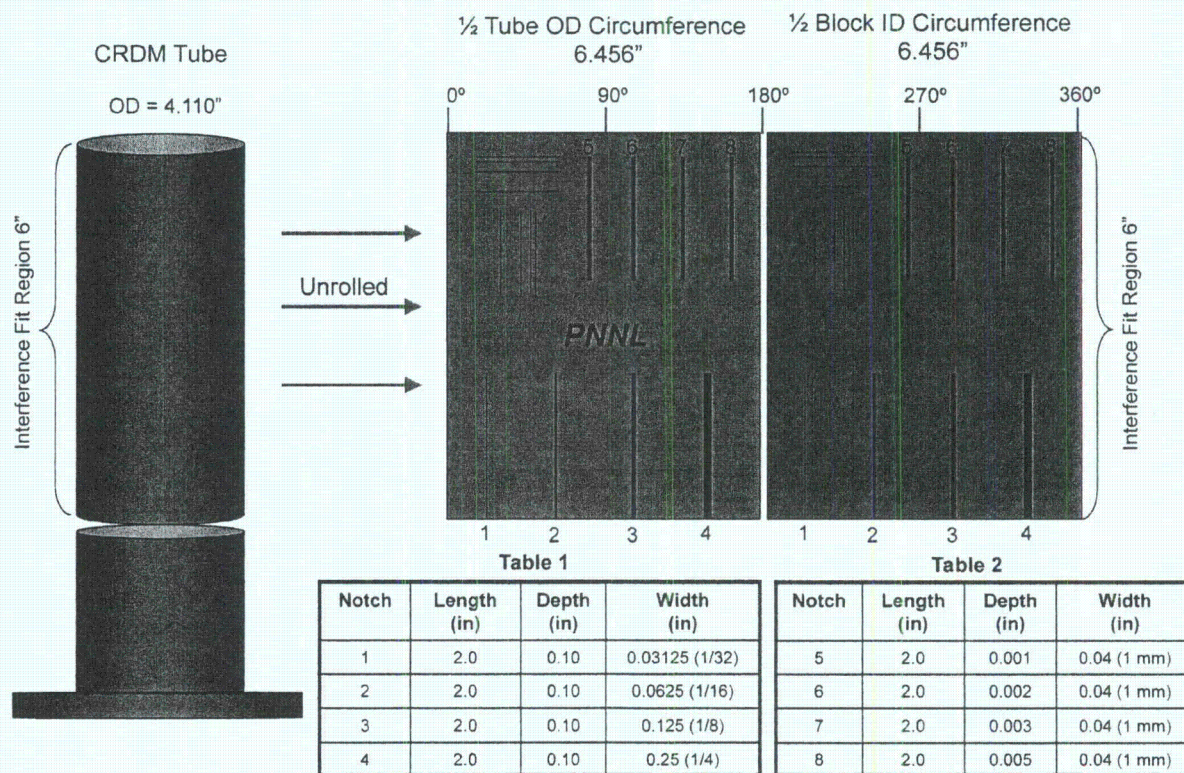 CRDM Tube
OD = 4.110"
Interference Fit Region 6"
Unrolled
½ Tube OD Circumference
6.456"
½ Block ID Circumference
6.456"
0º 90º 180º 270º 360º
5 6 7 8
5 6 7 8
PNNL
Interference Fit Region 6"
1 2 3 4
1 2 3 4
Table 1
Notch Length (in) Depth (in) Width (in)
1 2.0 0.10 0.03125 (1/32)
2 2.0 0.10 0.0625 (1/16)
3 2.0 0.10 0.125 (1/8)
4 2.0 0.10 0.25 (1/4)
Table 2
Notch Length (in) Depth (in) Width (in)
5 2.0 0.001 0.04 (1 mm)
6 2.0 0.002 0.04 (1 mm)
7 2.0 0.003 0.04 (1 mm)
8 2.0 0.005 0.04 (1 mm)